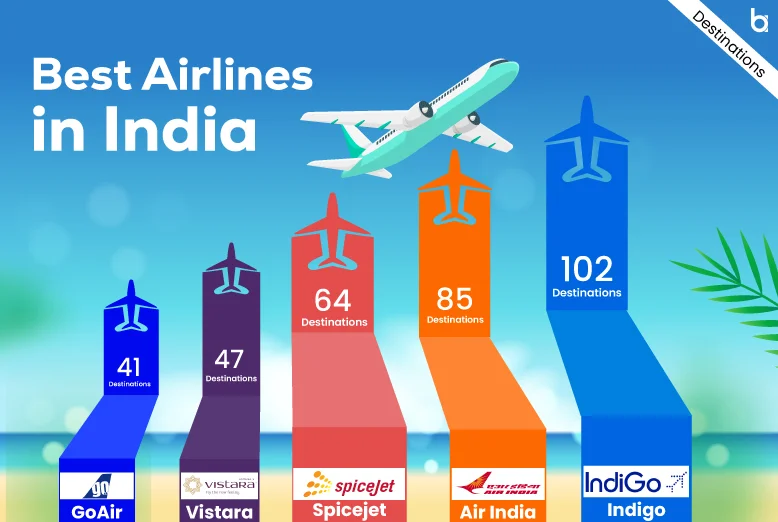 Best Airlines
in India
b
Destinations
41
Destinations
47
Destinations
64
Destinations
85
Destinations
102
Destinations
go
GoAir
VISTARA
Vistara
spicejet
Spicejet
एअर इंडिया
AIR INDIA
Air India
IndiGo
Indigo